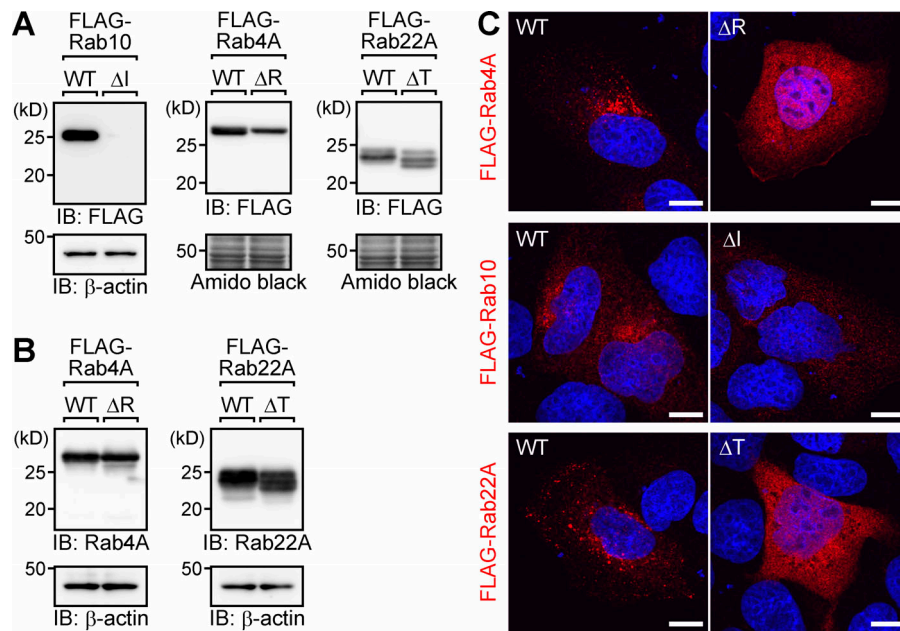 A
FLAG-Rab10
FLAG-Rab4A
FLAG-Rab22A
WT ΔI
WT ΔR
WT ΔT
(kD)
25
20
IB: FLAG
50
IB: β-actin
(kD)
25
20
IB: FLAG
50
Amido black
(kD)
25
20
IB: FLAG
50
Amido black
B
FLAG-Rab4A
FLAG-Rab22A
WT ΔR
WT ΔT
(kD)
25
20
IB: Rab4A
50
IB: β-actin
(kD)
25
20
IB: Rab22A
50
IB: β-actin
C
FLAG-Rab4A
WT
ΔR
FLAG-Rab10
WT
ΔI
FLAG-Rab22A
WT
ΔT